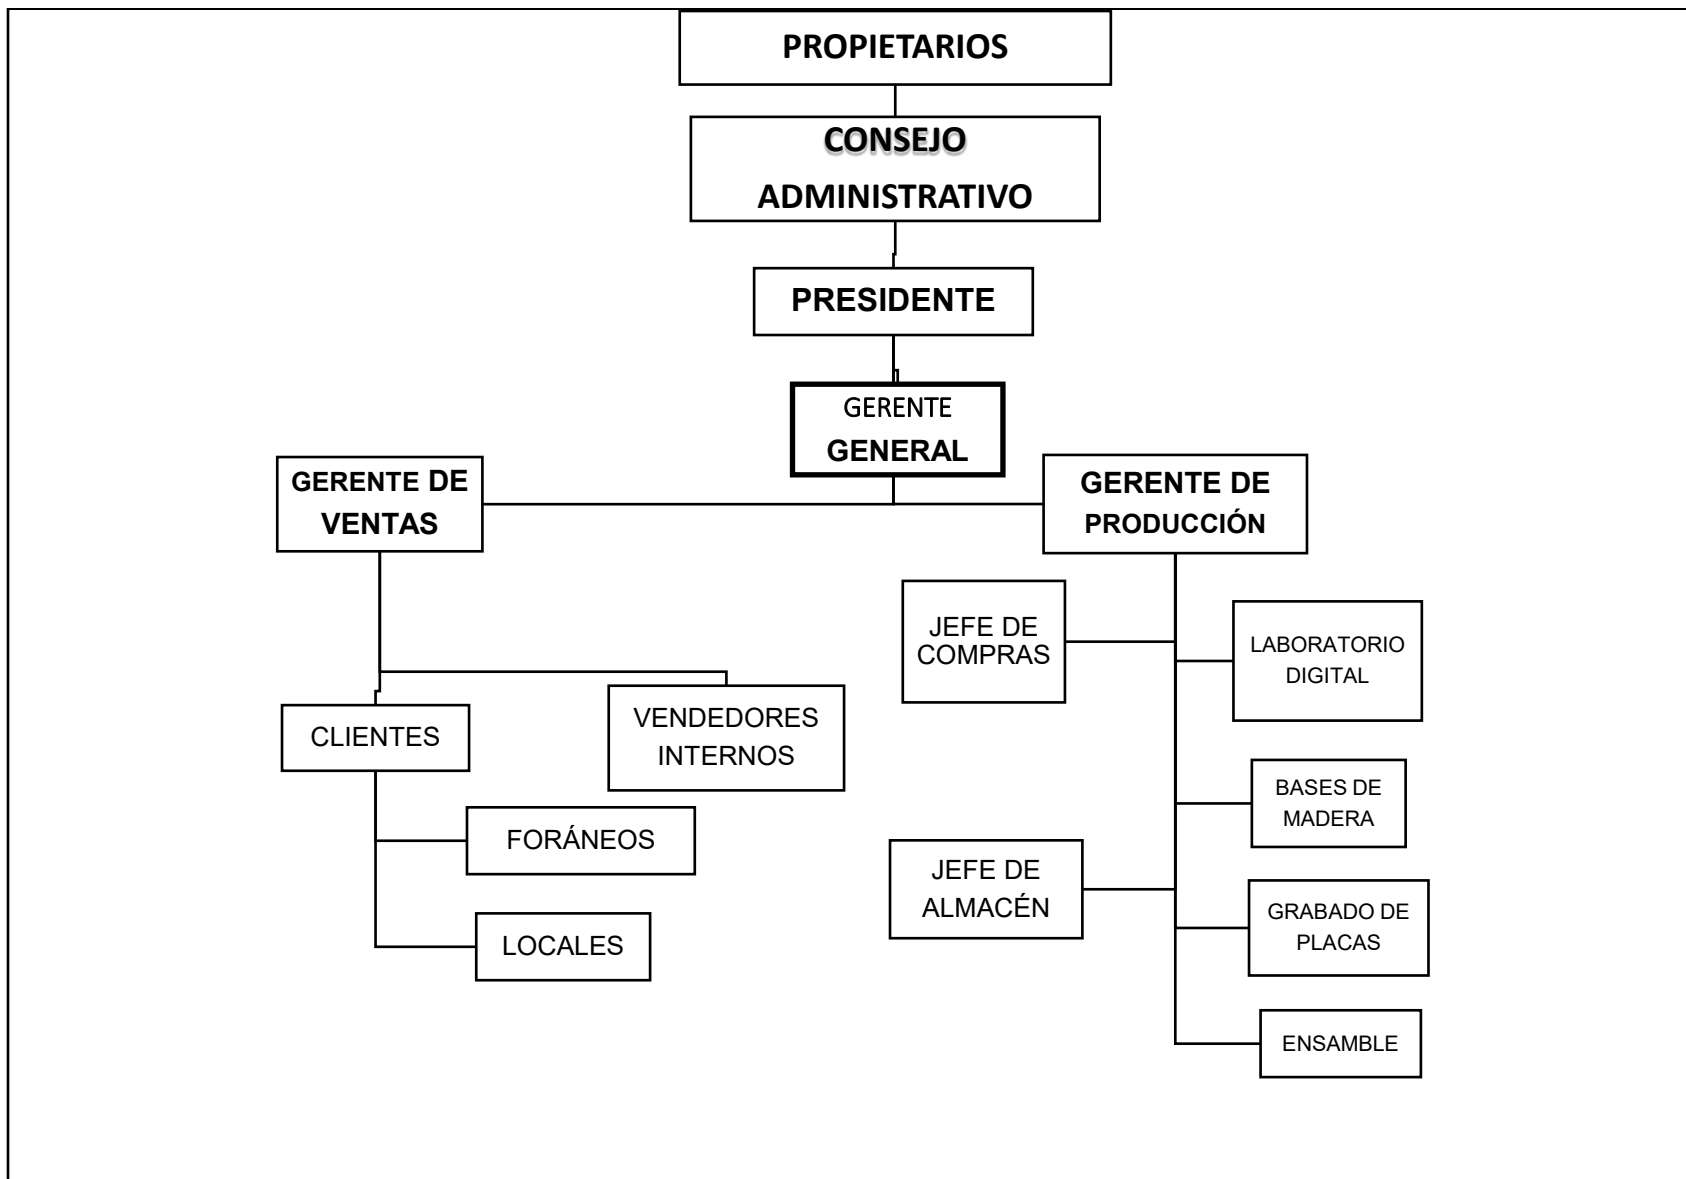 PROPIETARIOS
CONSEJO
ADMINISTRATIVO
PRESIDENTE
GERENTE
GENERAL
GERENTE DE
VENTAS
GERENTE DE
PRODUCCIÓN
JEFE DE
COMPRAS
LABORATORIO
DIGITAL
CLIENTES
VENDEDORES
INTERNOS
BASES DE
MADERA
FORÁNEOS
JEFE DE
ALMACÉN
GRABADO DE
PLACAS
LOCALES
ENSAMBLE